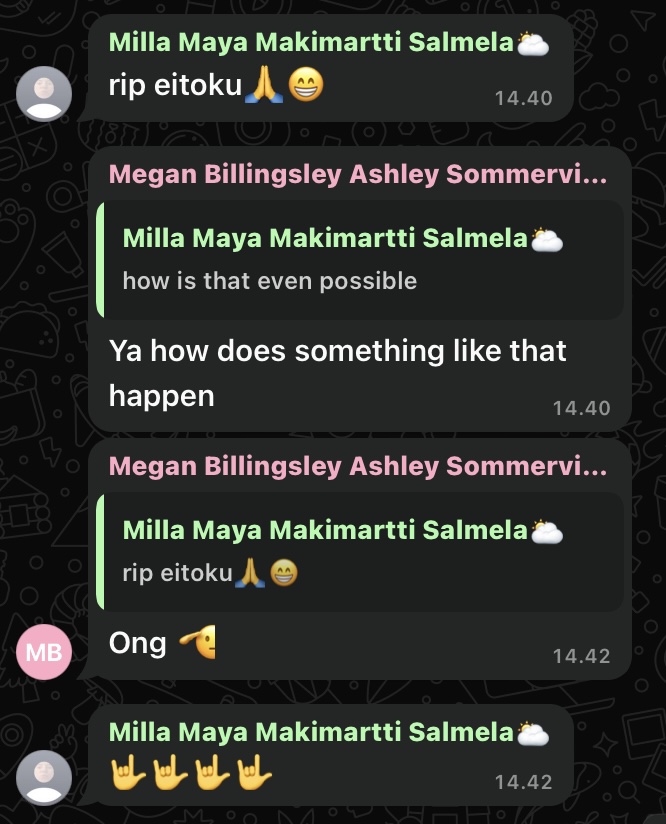 Milla Maya Makimartti Salmela🌥️
rip eitoku🙏😁
14.40
Megan Billingsley Ashley Sommervi...
Milla Maya Makimartti Salmela🌥️
how is that even possible
Ya how does something like that
happen
14.40
Megan Billingsley Ashley Sommervi...
Milla Maya Makimartti Salmela🌥️
rip eitoku🙏😁
MB
Ong 🫡
14.42
Milla Maya Makimartti Salmela🌥️
🤟🤟🤟🤟
14.42